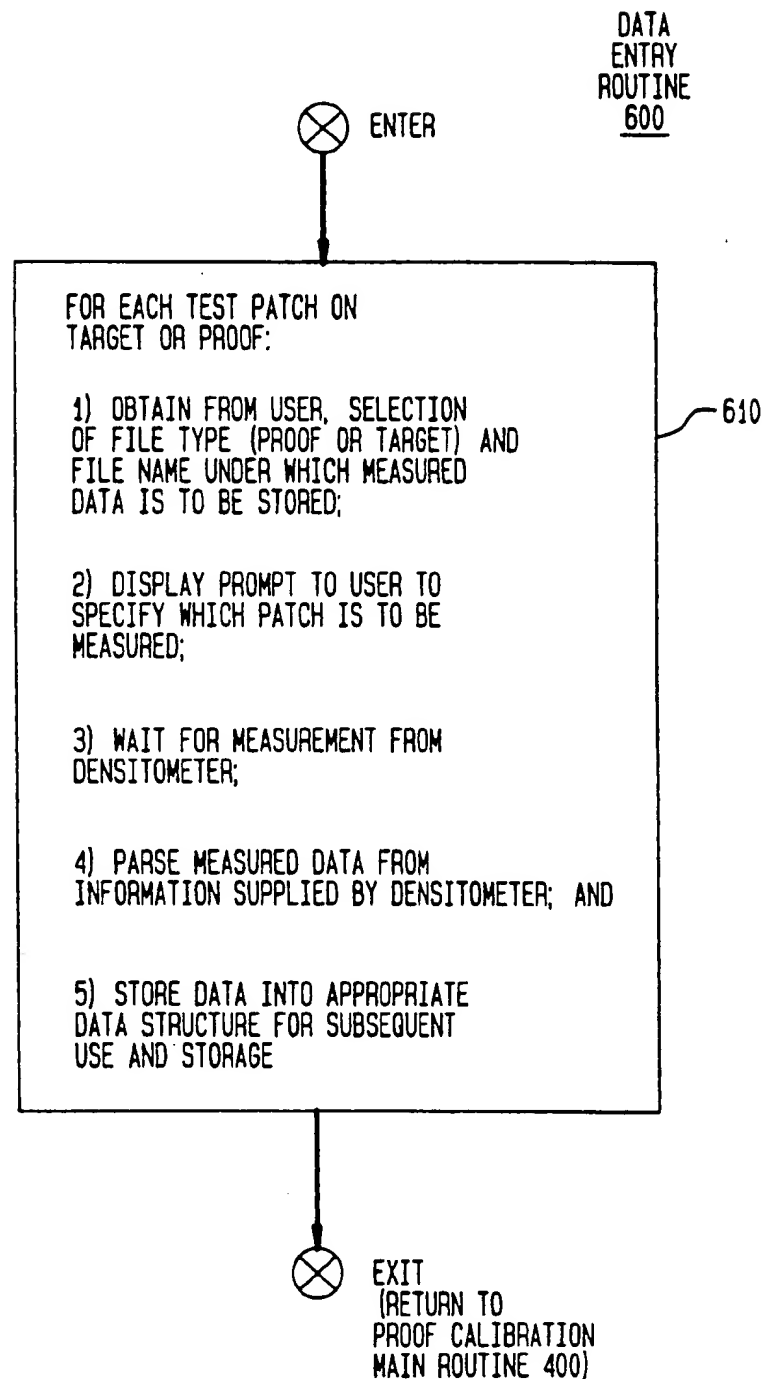 DATA
ENTRY
ROUTINE
600
ENTER
FOR EACH TEST PATCH ON
TARGET OR PROOF:
1) OBTAIN FROM USER, SELECTION
OF FILE TYPE (PROOF OR TARGET) AND
FILE NAME UNDER WHICH MEASURED
DATA IS TO BE STORED;
610
2) DISPLAY PROMPT TO USER TO
SPECIFY WHICH PATCH IS TO BE
MEASURED;
3) WAIT FOR MEASUREMENT FROM
DENSITOMETER;
4) PARSE MEASURED DATA FROM
INFORMATION SUPPLIED BY DENSITOMETER; AND
5) STORE DATA INTO APPROPRIATE
DATA STRUCTURE FOR SUBSEQUENT
USE AND STORAGE
EXIT
(RETURN TO
PROOF CALIBRATION
MAIN ROUTINE 400)